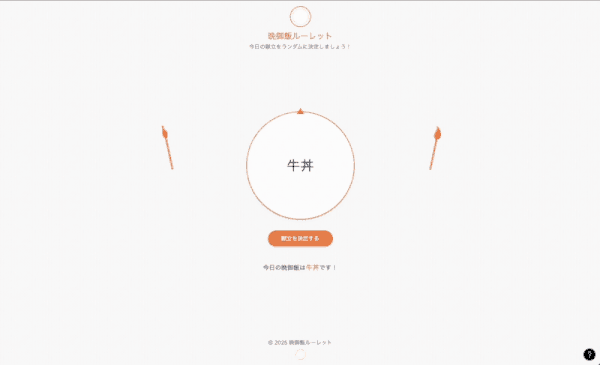 晩御飯ルーレット
今日の献立をランダムに決定しましょう！
牛丼
献立を決定する
今日の晩御飯は牛丼です！
© 2025 晩御飯ルーレット
?